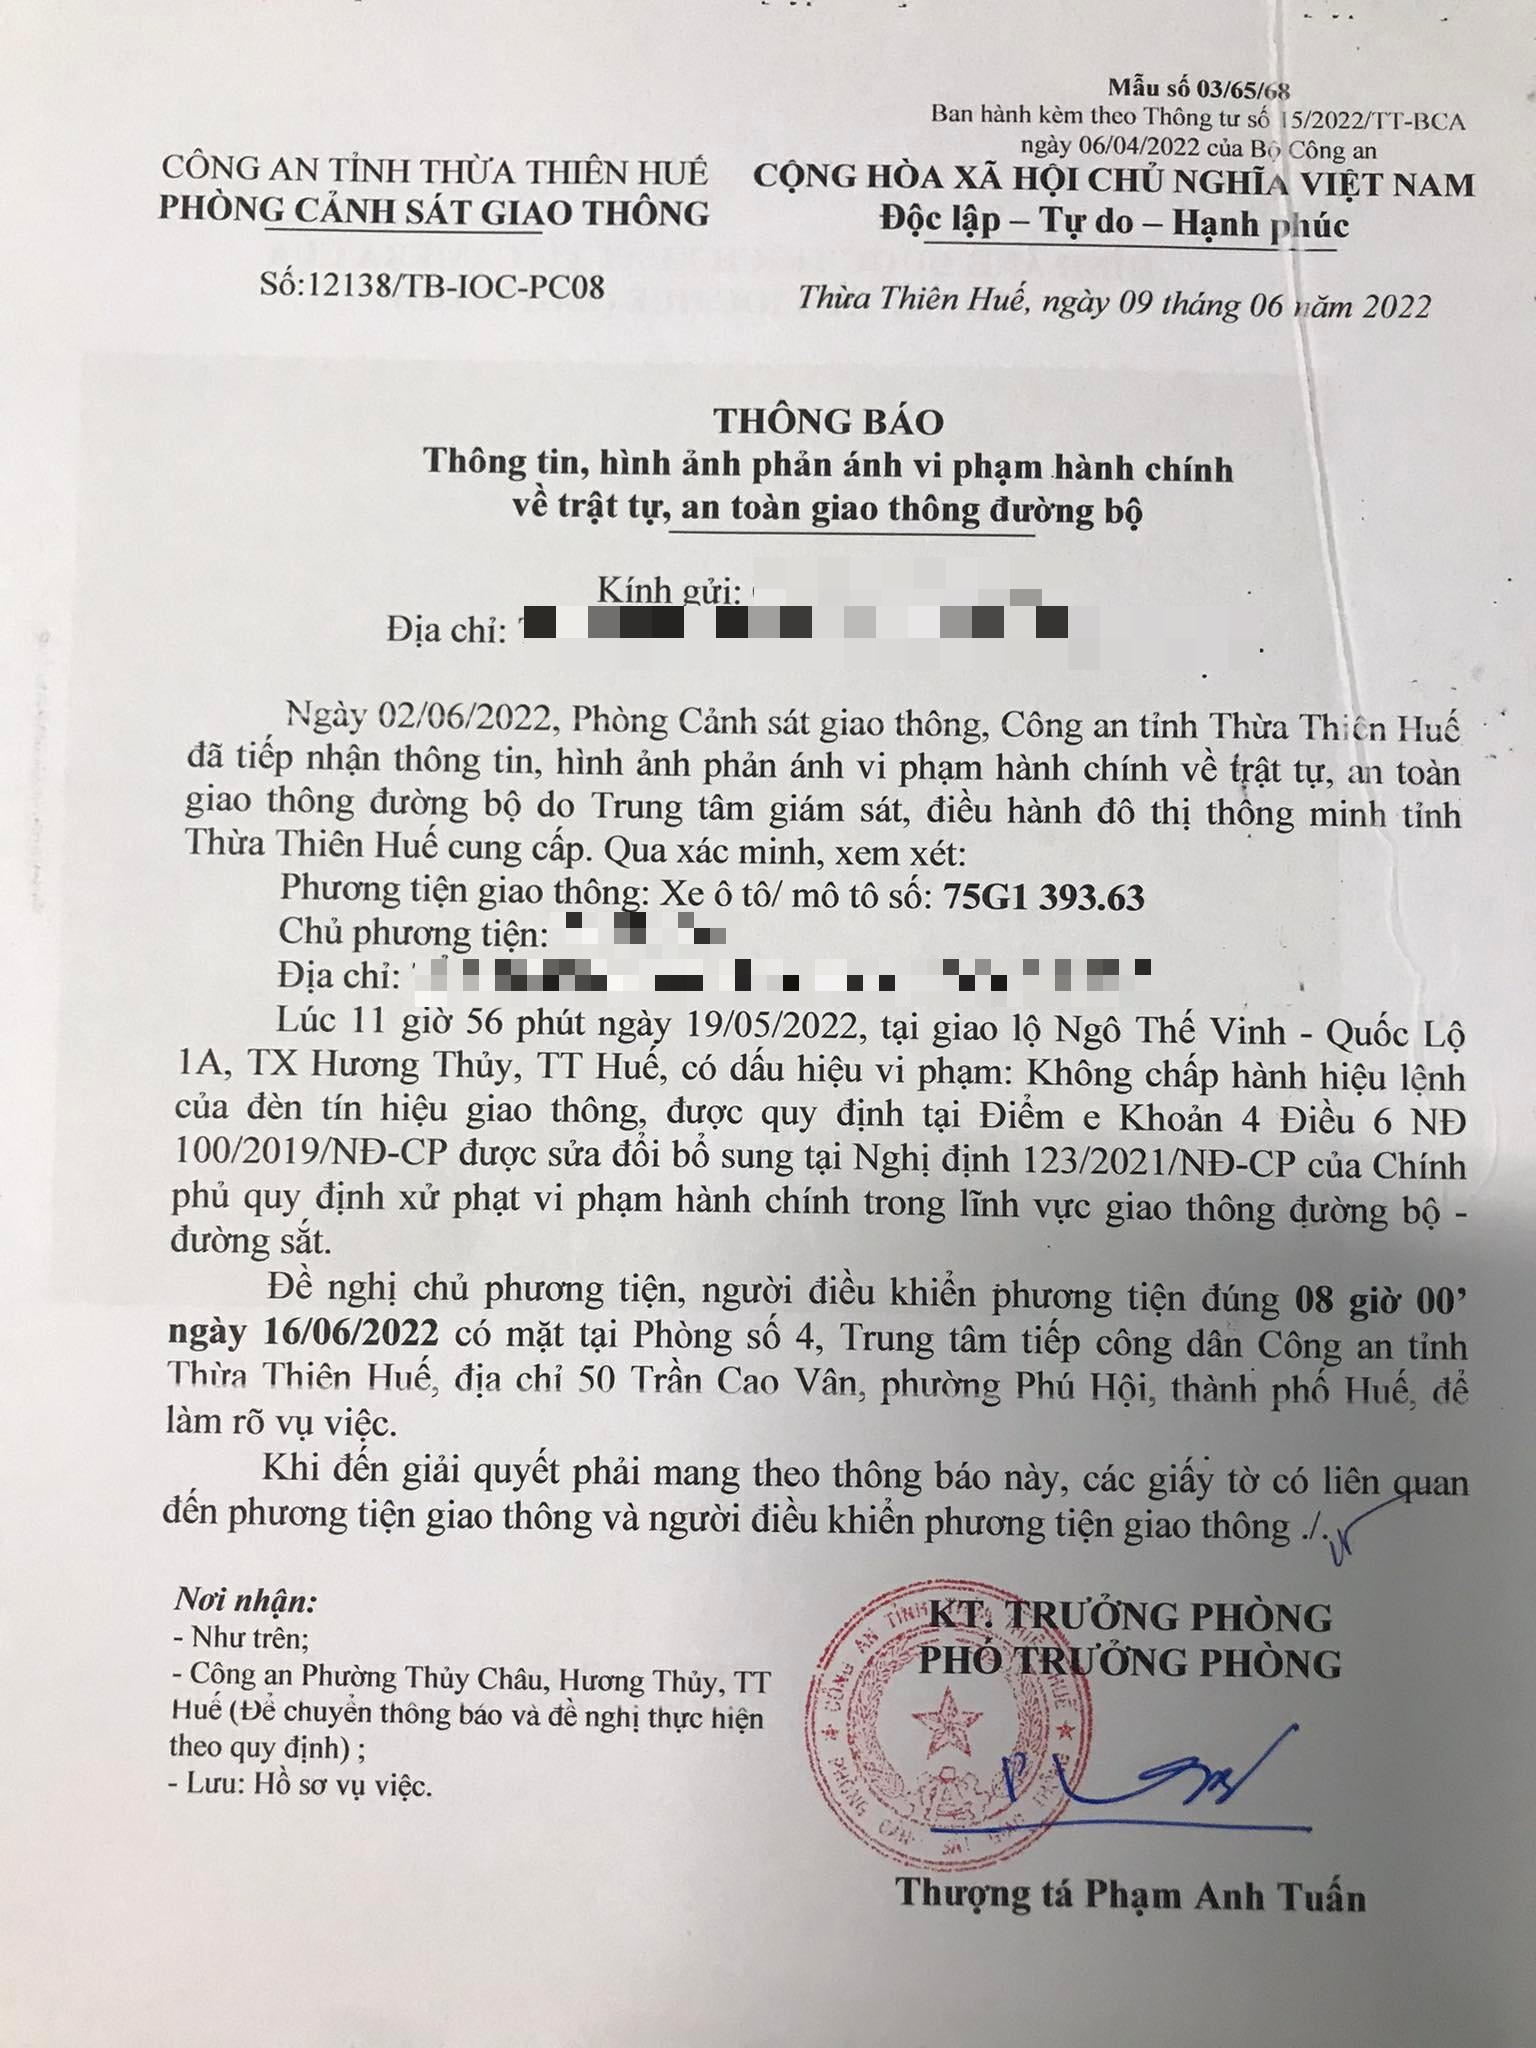 Mẫu số 03/65/68
Ban hành kèm theo Thông tư số 15/2022/TT-BCA
ngày 06/04/2022 của Bộ Công an
CÔNG AN TỈNH THỪA THIÊN HUẾ
PHÒNG CẢNH SÁT GIAO THÔNG
CỘNG HÒA XÃ HỘI CHỦ NGHĨA VIỆT NAM
Độc lập – Tự do – Hạnh phúc
Số:12138/TB-IOC-PC08
Thừa Thiên Huế, ngày 09 tháng 06 năm 2022
THÔNG BÁO
Thông tin, hình ảnh phản ánh vi phạm hành chính
về trật tự, an toàn giao thông đường bộ
Kính gửi:
Địa chỉ:
Ngày 02/06/2022, Phòng Cảnh sát giao thông, Công an tỉnh Thừa Thiên Huế
đã tiếp nhận thông tin, hình ảnh phản ánh vi phạm hành chính về trật tự, an toàn
giao thông đường bộ do Trung tâm giám sát, điều hành đô thị thông minh tỉnh
Thừa Thiên Huế cung cấp. Qua xác minh, xem xét:
Phương tiện giao thông: Xe ô tô/ mô tô số: 75G1 393.63
Chủ phương tiện:
Địa chỉ:
Lúc 11 giờ 56 phút ngày 19/05/2022, tại giao lộ Ngô Thế Vinh - Quốc Lộ
1A, TX Hương Thủy, TT Huế, có dấu hiệu vi phạm: Không chấp hành hiệu lệnh
của đèn tín hiệu giao thông, được quy định tại Điểm e Khoản 4 Điều 6 NĐ
100/2019/NĐ-CP được sửa đổi bổ sung tại Nghị định 123/2021/NĐ-CP của Chính
phủ quy định xử phạt vi phạm hành chính trong lĩnh vực giao thông đường bộ -
đường sắt.
Đề nghị chủ phương tiện, người điều khiển phương tiện đúng 08 giờ 00’
ngày 16/06/2022 có mặt tại Phòng số 4, Trung tâm tiếp công dân Công an tỉnh
Thừa Thiên Huế, địa chỉ 50 Trần Cao Vân, phường Phú Hội, thành phố Huế, để
làm rõ vụ việc.
Khi đến giải quyết phải mang theo thông báo này, các giấy tờ có liên quan
đến phương tiện giao thông và người điều khiển phương tiện giao thông ./.
Nơi nhận:
- Như trên;
- Công an Phường Thủy Châu, Hương Thủy, TT
Huế (Để chuyển thông báo và đề nghị thực hiện
theo quy định) ;
- Lưu: Hồ sơ vụ việc.
KT. TRƯỞNG PHÒNG
PHÓ TRƯỞNG PHÒNG
Thượng tá Phạm Anh Tuấn